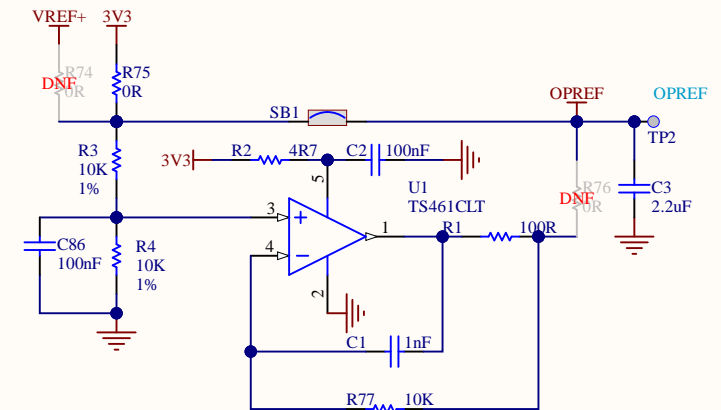 VREF+ 3V3
R74 R75
DNF
0R 0R
OPREF OPREF
SB1
TP2
R3
10K
1%
3V3 R2 4R7 C2 100nF
5
U1
TS461CLT
R76
DNF
0R
C3
2.2uF
3
1
R1 100R
C86
100nF
R4
10K
1%
4
2
C1 1nF
R77 10K